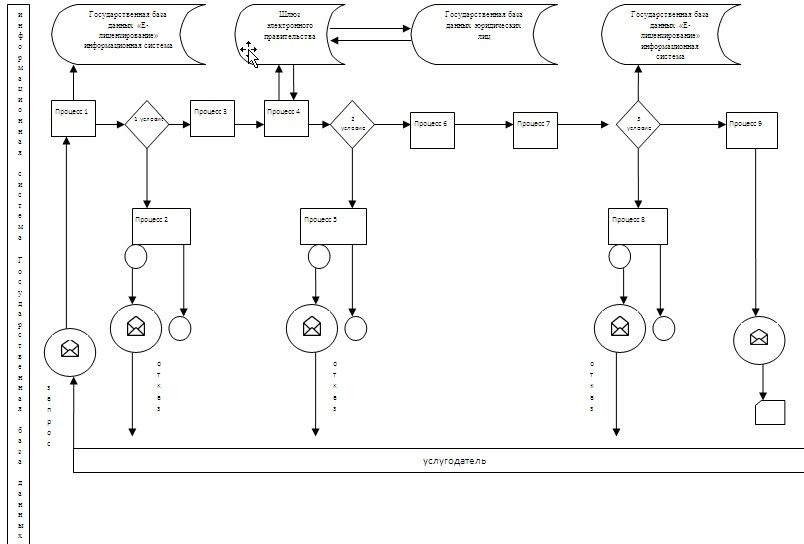 Государственная база
данных «Е-
лицензирование»
информационная система
Шлюз
электронного
правительства
Государственная база
данных юридических
лиц
Государственная база
данных «Е-
лицензирование»
информационная
система
Процесс 1
1 условие
Процесс 3
Процесс 4
2
условие
Процесс 6
Процесс 7
3
условие
Процесс 9
Процесс 2
Процесс 5
Процесс 8
запрос
отказ
отказ
отказ
услугодатель
информационная система Государственная база данных